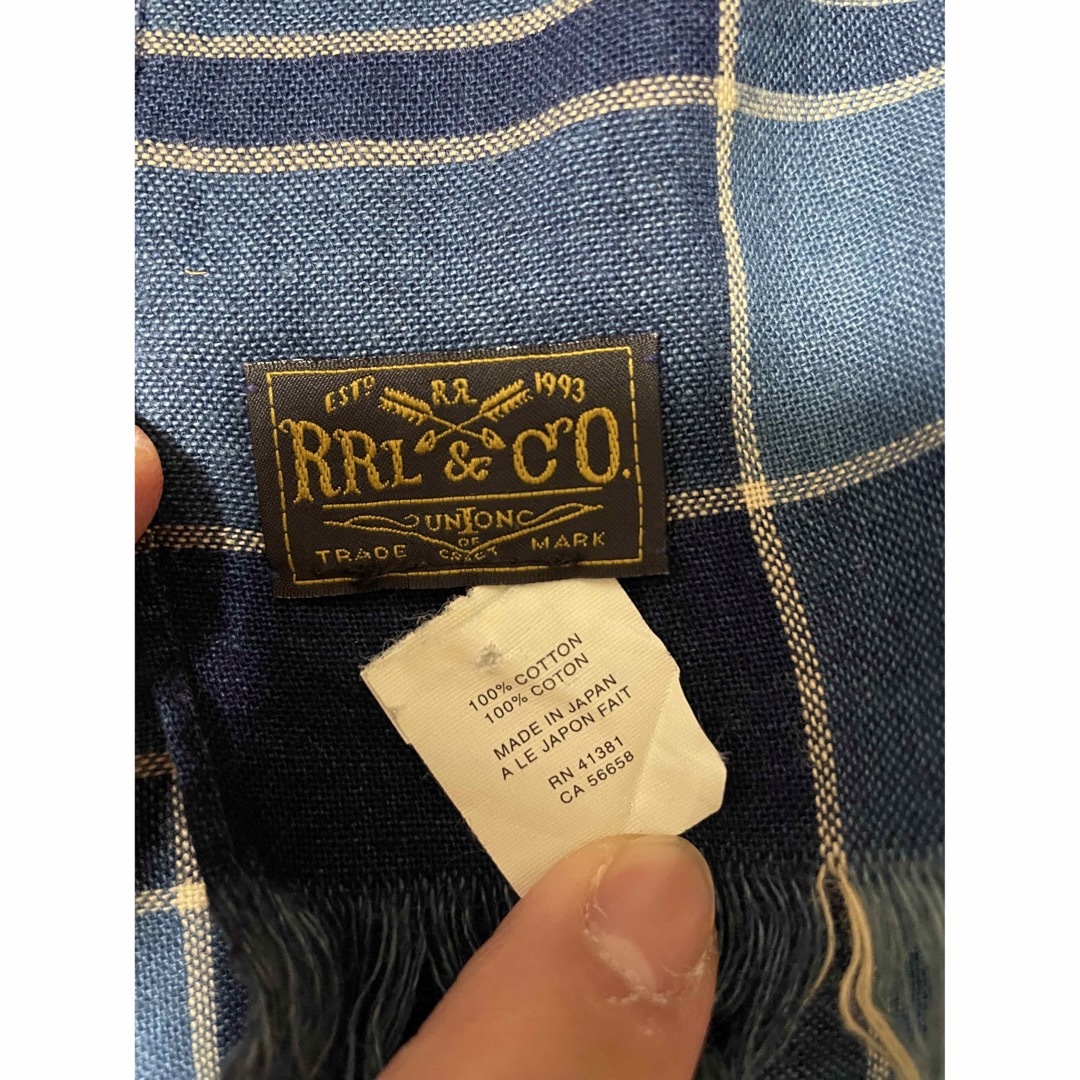 ESTD R.R. 1993
RRL & CO.
UNION
OF
TRADE CRAFT MARK
100% COTTON
100% COTON
MADE IN JAPAN
A LE JAPON FAIT
RN 41381
CA 56658